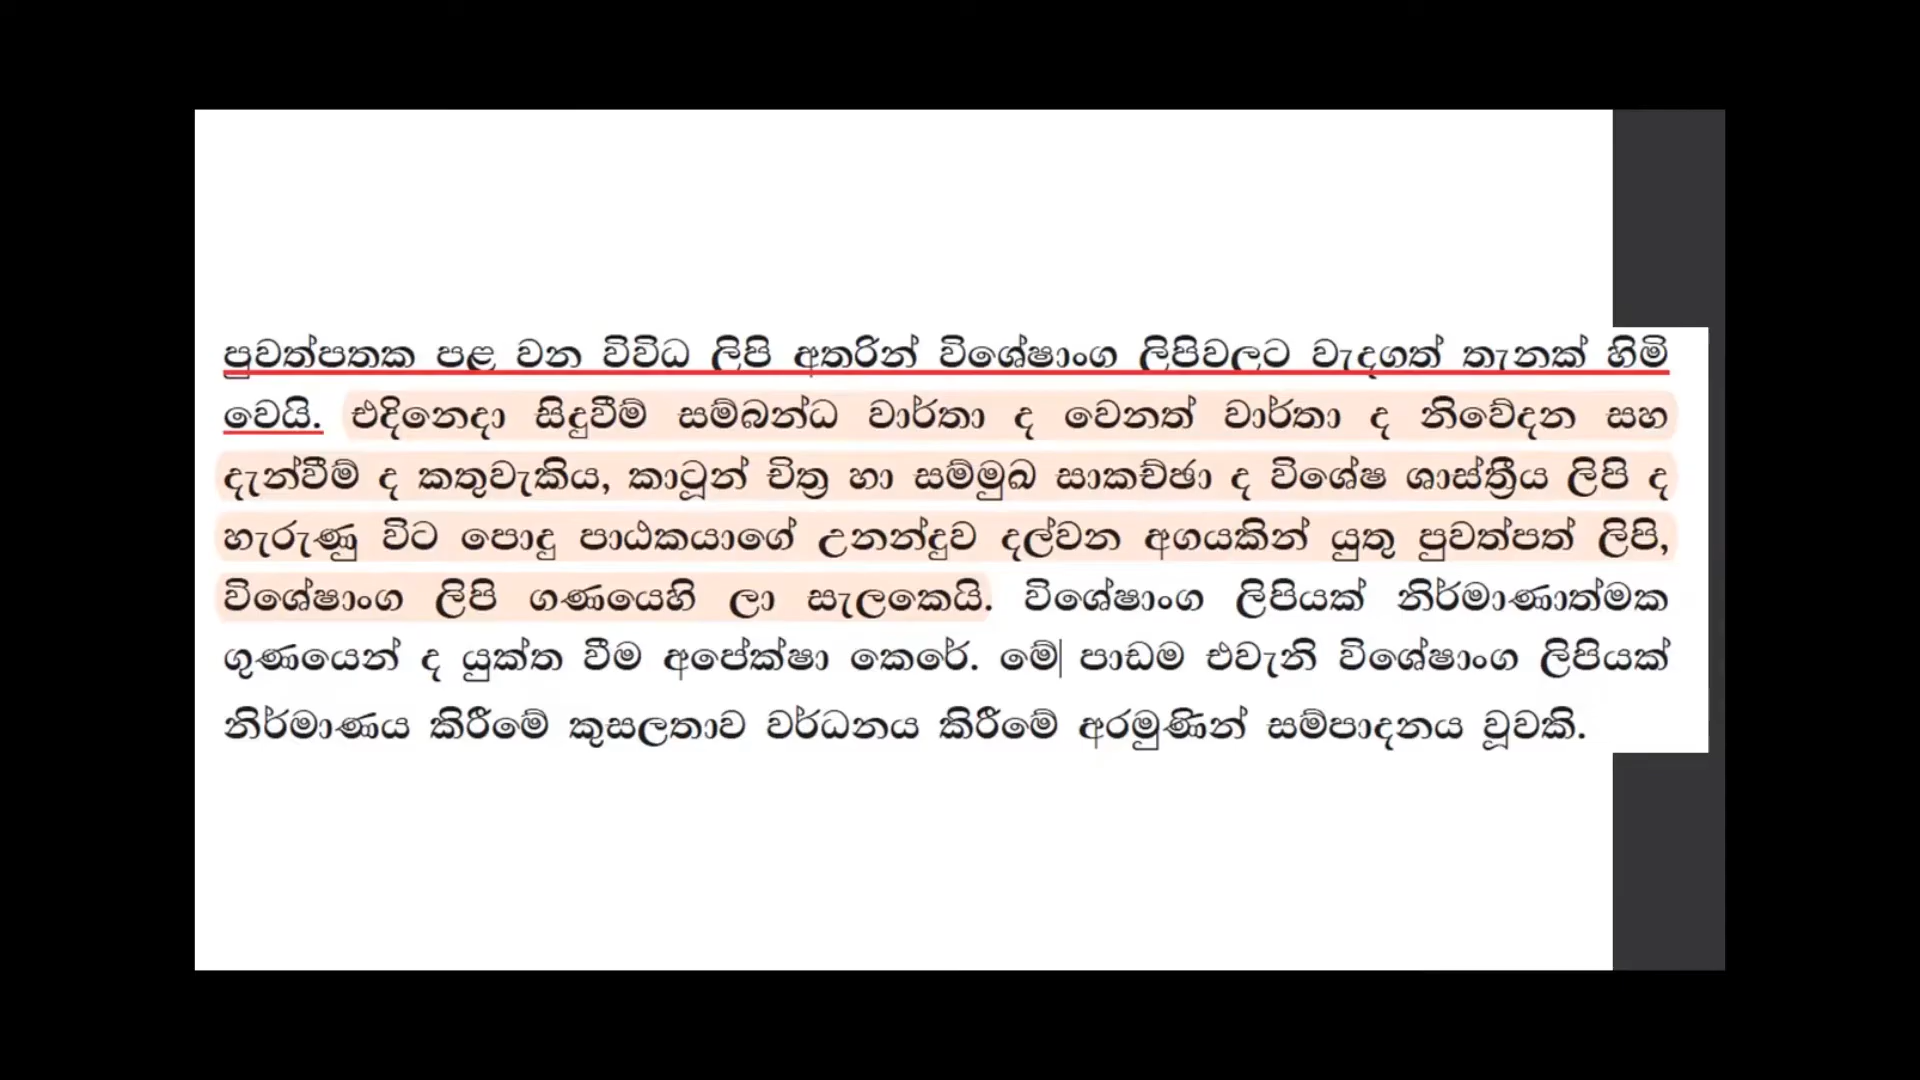 පුවත්පතක පළ වන විවිධ ලිපි අතරින් විශේෂාංග ලිපිවලට වැදගත් තැනක් හිමි
වෙයි. එදිනෙදා සිදුවීම් සම්බන්ධ වාර්තා ද වෙනත් වාර්තා ද නිවේදන සහ
දැන්වීම් ද කතුවැකිය, කාටූන් චිත්‍ර හා සම්මුඛ සාකච්ඡා ද විශේෂ ශාස්ත්‍රීය ලිපි ද
හැරුණු විට පොදු පාඨකයාගේ උනන්දුව දල්වන අගයකින් යුතු පුවත්පත් ලිපි,
විශේෂාංග ලිපි ගණයෙහි ලා සැලකෙයි. විශේෂාංග ලිපියක් නිර්මාණාත්මක
ගුණයෙන් ද යුක්ත වීම අපේක්ෂා කෙරේ. මේ පාඩම එවැනි විශේෂාංග ලිපියක්
නිර්මාණය කිරීමේ කුසලතාව වර්ධනය කිරීමේ අරමුණින් සම්පාදනය වූවකි.